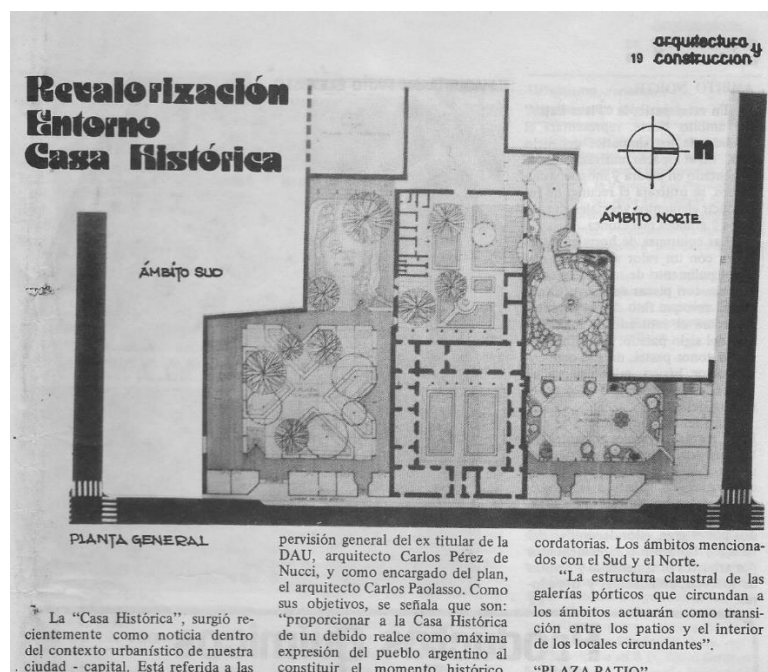 arquitectura y
19 construccion
Revalorización
Entorno
Casa Histórica
n
ÁMBITO NORTE
ÁMBITO SUD
PLANTA GENERAL
La "Casa Histórica", surgió re-
cientemente como noticia dentro
del contexto urbanístico de nuestra
ciudad - capital. Está referida a las
pervisión general del ex titular de la
DAU, arquitecto Carlos Pérez de
Nucci, y como encargado del plan,
el arquitecto Carlos Paolasso. Como
sus objetivos, se señala que son:
"proporcionar a la Casa Histórica
de un debido realce como máxima
expresión del pueblo argentino al
constituir el momento histórico
cordatorias. Los ámbitos menciona-
dos con el Sud y el Norte.
"La estructura claustral de las
galerías pórticos que circundan a
los ámbitos actuarán como transi-
ción entre los patios y el interior
de los locales circundantes".
"PLAZA PATIO"